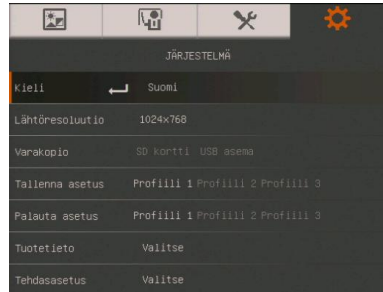 JÄRJESTELMÄ
Kieli Suomi
Lähtöresoluutio 1024x768
Varakopio SD kortti USB asema
Tallenna asetus Profiili 1 Profiili 2 Profiili 3
Palauta asetus Profiili 1 Profiili 2 Profiili 3
Tuotetieto Valitse
Tehdasasetus Valitse